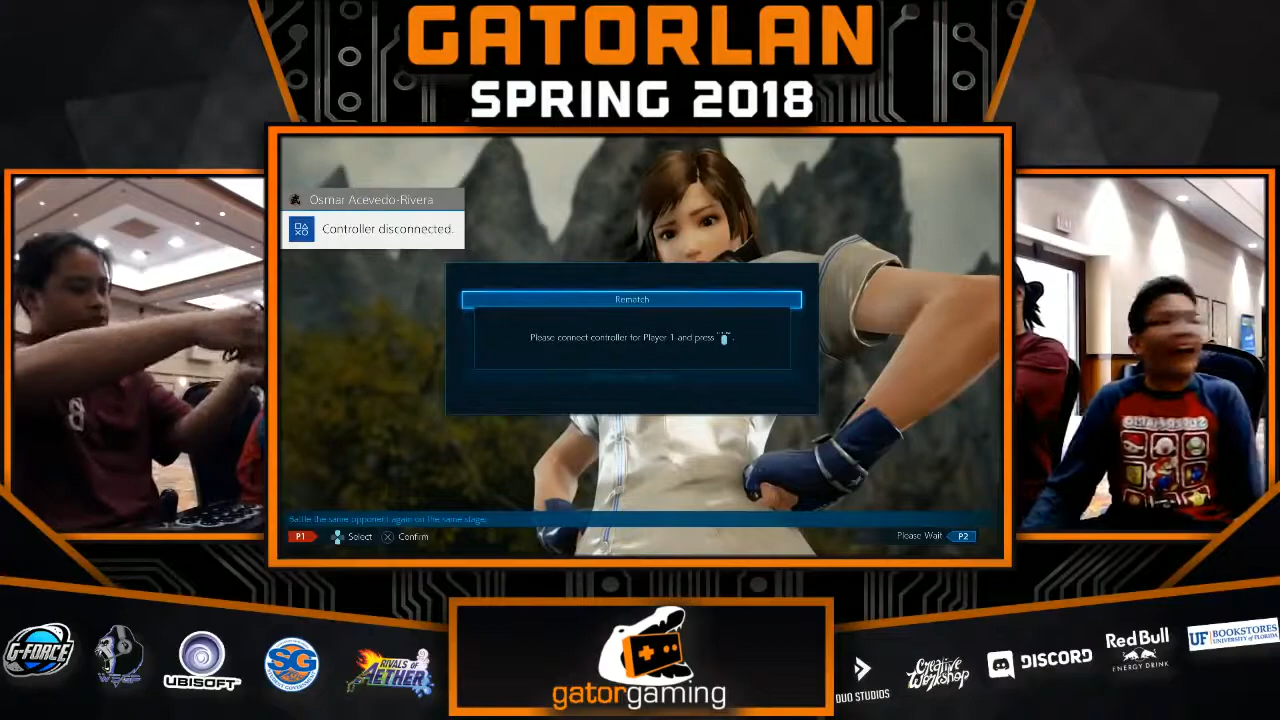 GATORLAN
SPRING 2018
Osmar Acevedo-Rivera
Controller disconnected.
Rematch
Please connect controller for Player 1 and press
Battle the same opponent again on the same stage.
P1 Select Confirm
Please Wait P2
G-FORCE
UBISOFT
SG
RIVALS OF AETHER
gatorgaming
DUO STUDIOS
Creative Workshop
DISCORD
Red Bull
ENERGY DRINK
UF BOOKSTORES
UNIVERSITY of FLORIDA